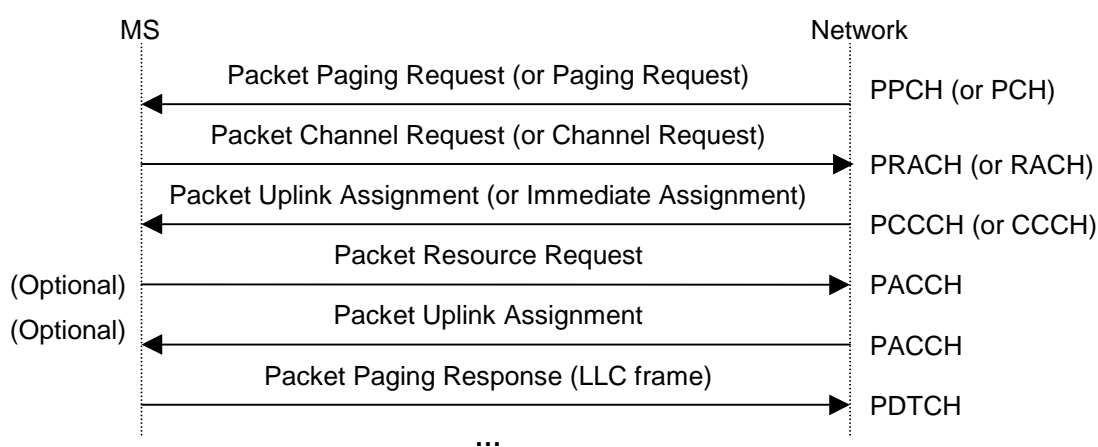 MS Network
Packet Paging Request (or Paging Request)
PPCH (or PCH)
Packet Channel Request (or Channel Request)
PRACH (or RACH)
Packet Uplink Assignment (or Immediate Assignment)
PCCCH (or CCCH)
Packet Resource Request
(Optional) PACCH
Packet Uplink Assignment
(Optional) PACCH
Packet Paging Response (LLC frame)
PDTCH
...